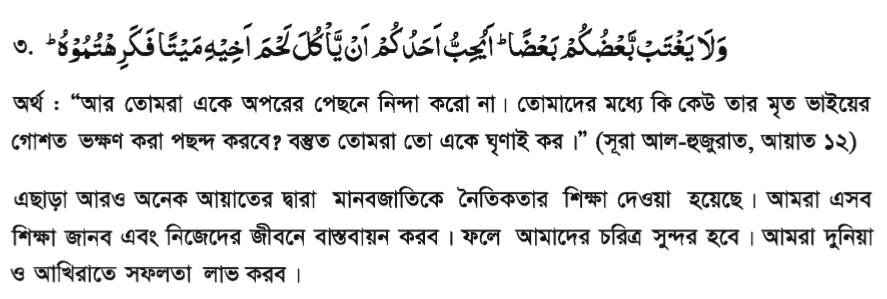 ৩. وَلَا يَغْتَبْ بَّعْضُكُمْ بَعْضًا ؕ اَيُحِبُّ اَحَدُكُمْ اَنْ يَّاْكُلَ لَحْمَ اَخِيْهِ مَيْتًا فَكَرِهْتُمُوْهُ ؕ
অর্থ : “আর তোমরা একে অপরের পেছনে নিন্দা করো না। তোমাদের মধ্যে কি কেউ তার মৃত ভাইয়ের
গোশত ভক্ষণ করা পছন্দ করবে? বস্তুত তোমরা তো একে ঘৃণাই কর।” (সূরা আল-হুজুরাত, আয়াত ১২)
এছাড়া আরও অনেক আয়াতের দ্বারা মানবজাতিকে নৈতিকতার শিক্ষা দেওয়া হয়েছে। আমরা এসব
শিক্ষা জানব এবং নিজেদের জীবনে বাস্তবায়ন করব। ফলে আমাদের চরিত্র সুন্দর হবে। আমরা দুনিয়া
ও আখিরাতে সফলতা লাভ করব।